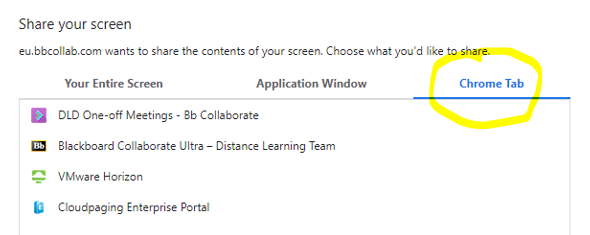 Share your screen
eu.bbcollab.com wants to share the contents of your screen. Choose what you'd like to share.
Your Entire Screen Application Window Chrome Tab
DLD One-off Meetings - Bb Collaborate
Bb Blackboard Collaborate Ultra – Distance Learning Team
VMware Horizon
Cloudpaging Enterprise Portal